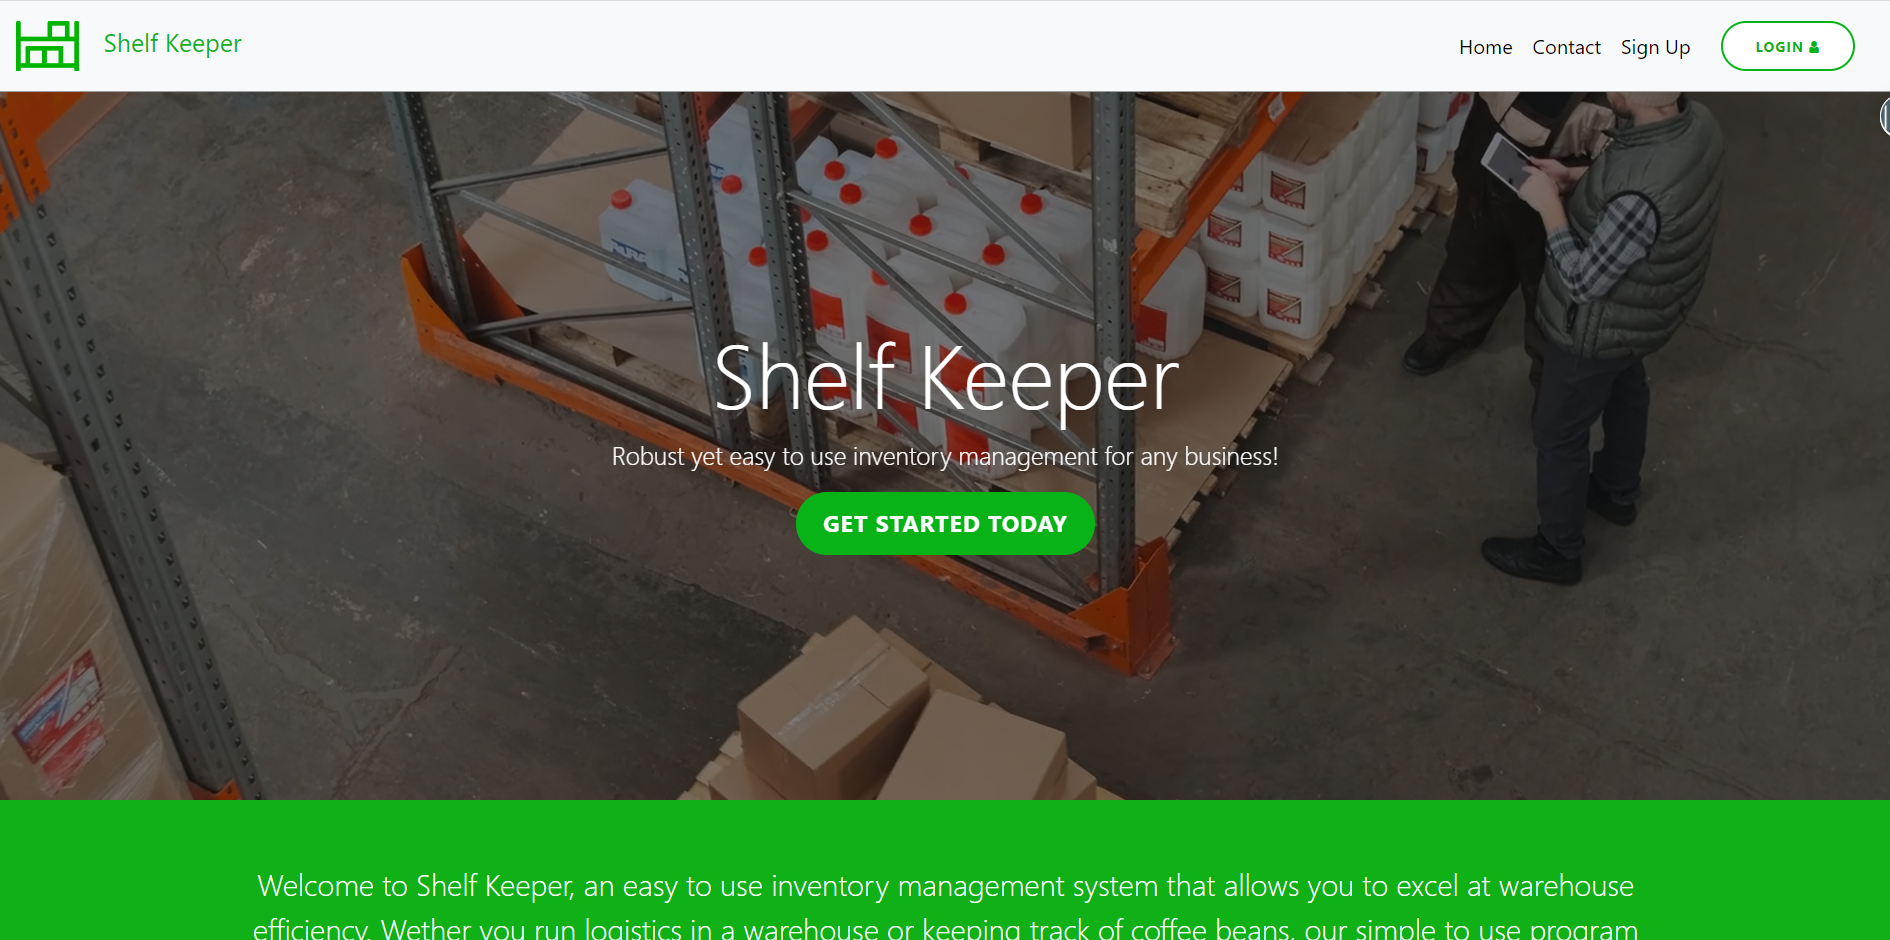 Shelf Keeper
Home Contact Sign Up LOGIN
Shelf Keeper
Robust yet easy to use inventory management for any business!
GET STARTED TODAY
Welcome to Shelf Keeper, an easy to use inventory management system that allows you to excel at warehouse
efficiency. Wether you run logistics in a warehouse or keeping track of coffee beans, our simple to use program